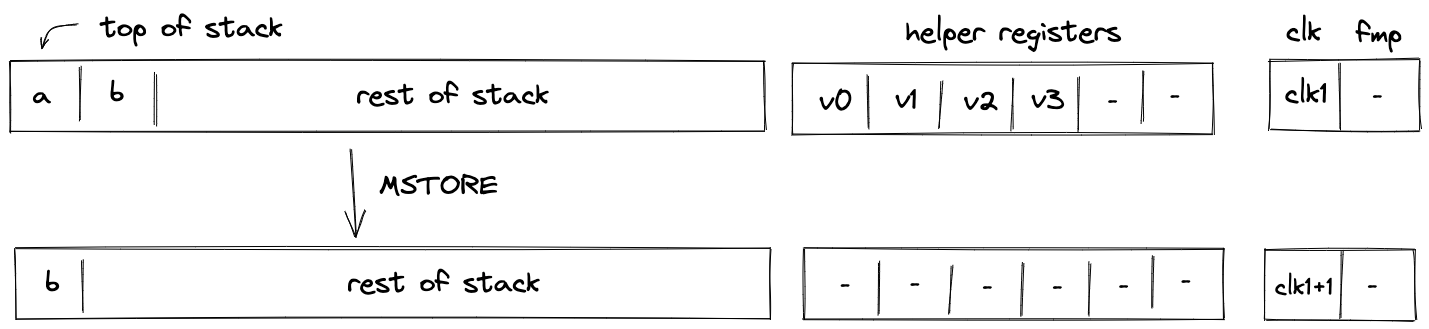 top of stack helper registers clk fmp
a b rest of stack v0 v1 v2 v3 - - clk1 -
MSTORE
b rest of stack - - - - - - clk1+1 -